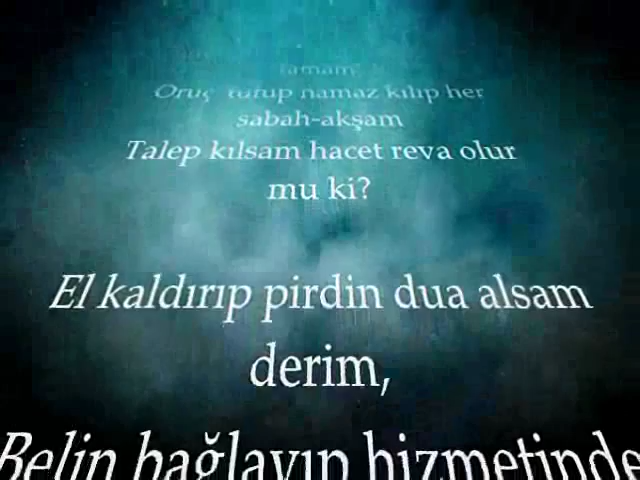 tamam,
Oruç tutup namaz kılıp her
sabah-akşam
Talep kılsam hacet reva olur
mu ki?
El kaldırıp pirdin dua alsam
derim,
Belin bağlayıp hizmetinde